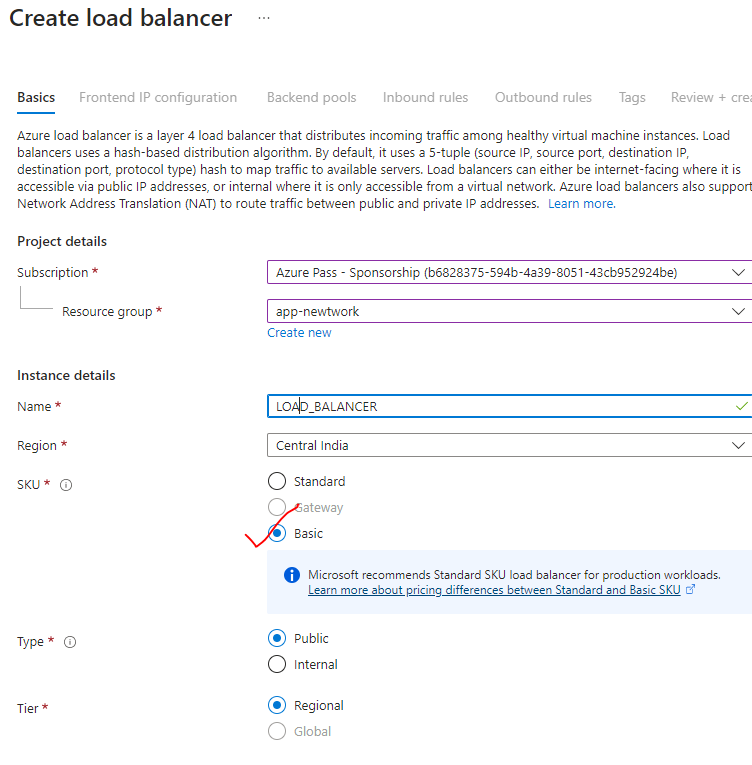 Create load balancer ...
Basics Frontend IP configuration Backend pools Inbound rules Outbound rules Tags Review + crea
Azure load balancer is a layer 4 load balancer that distributes incoming traffic among healthy virtual machine instances. Load
balancers uses a hash-based distribution algorithm. By default, it uses a 5-tuple (source IP, source port, destination IP,
destination port, protocol type) hash to map traffic to available servers. Load balancers can either be internet-facing where it is
accessible via public IP addresses, or internal where it is only accessible from a virtual network. Azure load balancers also support
Network Address Translation (NAT) to route traffic between public and private IP addresses. Learn more.
Project details
Subscription * Azure Pass - Sponsorship (b6828375-594b-4a39-8051-43cb952924be)
Resource group * app-newtwork
Create new
Instance details
Name * LOAD_BALANCER
Region * Central India
SKU * Standard
Gateway
Basic
Microsoft recommends Standard SKU load balancer for production workloads.
Learn more about pricing differences between Standard and Basic SKU
Type * Public
Internal
Tier * Regional
Global